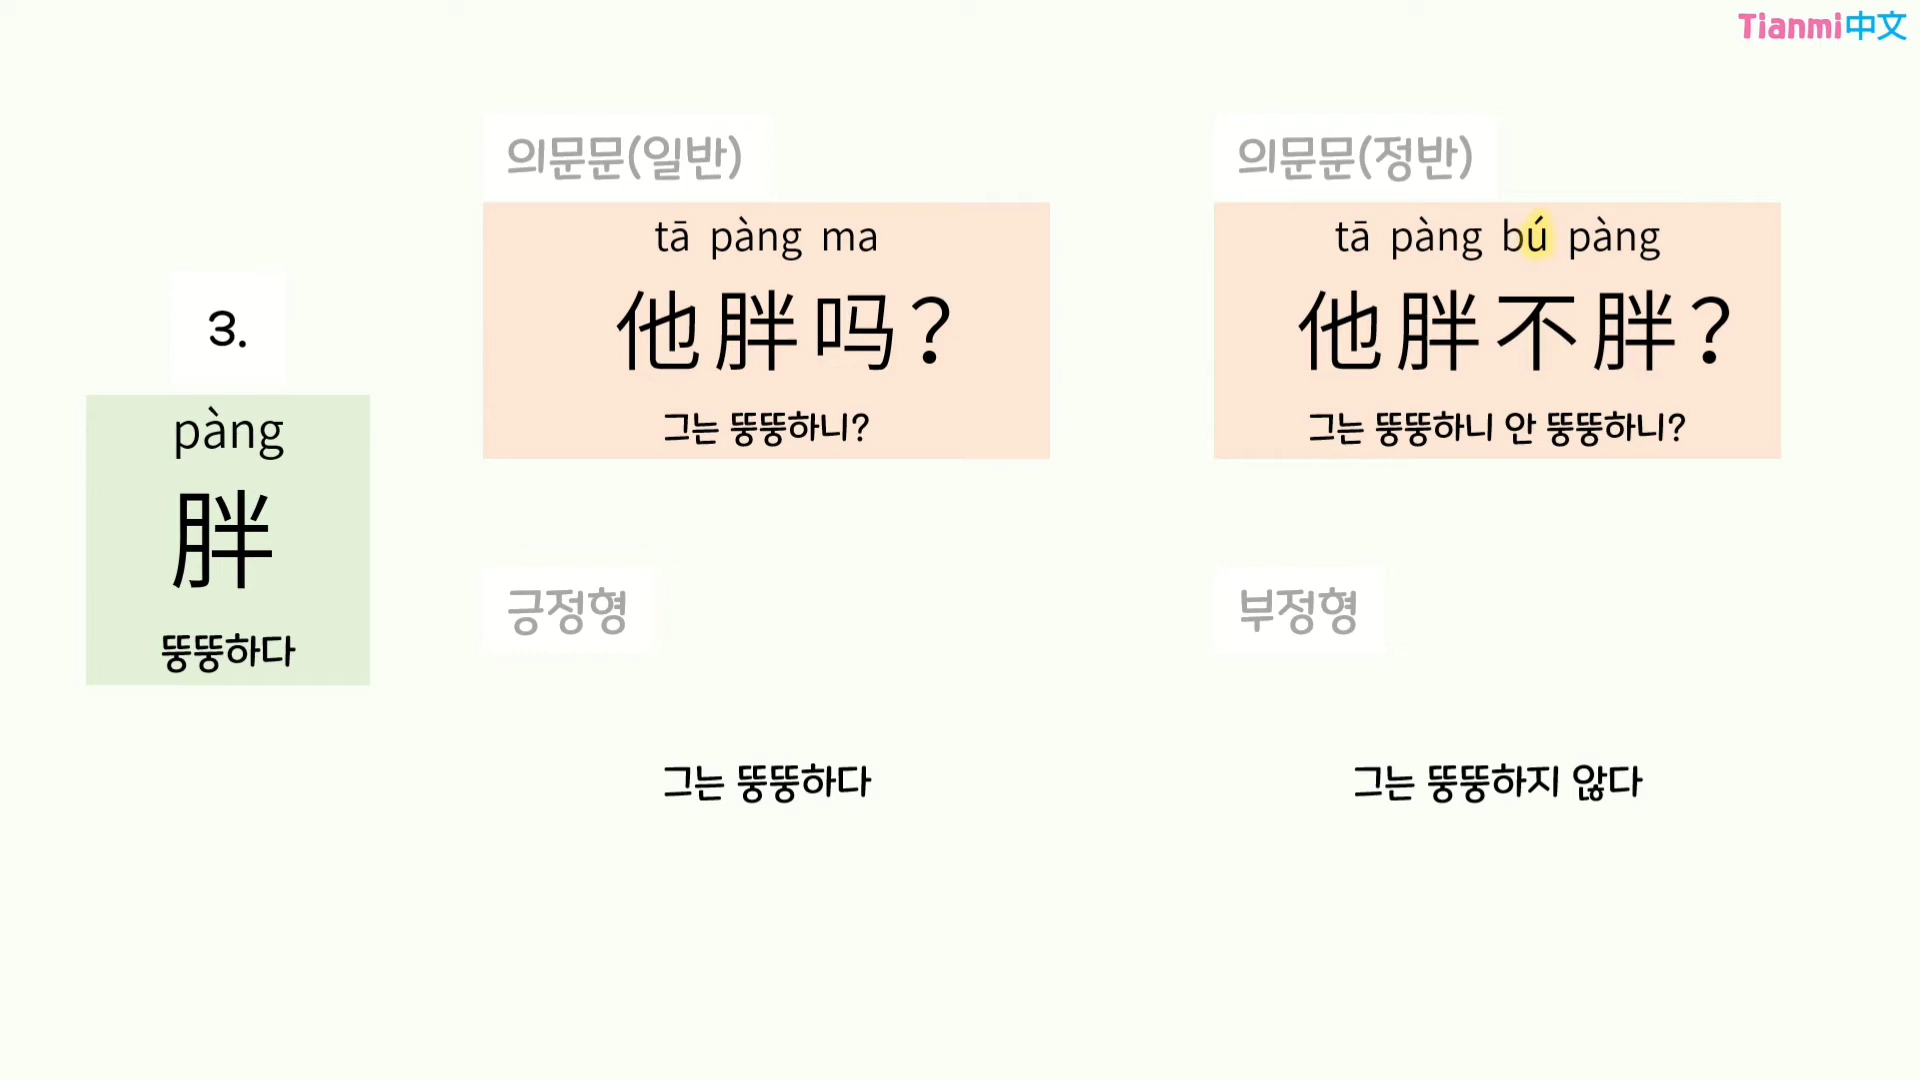 Tianmi中文
3.
pàng
胖
뚱뚱하다
의문문(일반)
tā pàng ma
他胖吗?
그는 뚱뚱하니?
의문문(정반)
tā pàng bú pàng
他胖不胖?
그는 뚱뚱하니 안 뚱뚱하니?
긍정형
그는 뚱뚱하다
부정형
그는 뚱뚱하지 않다